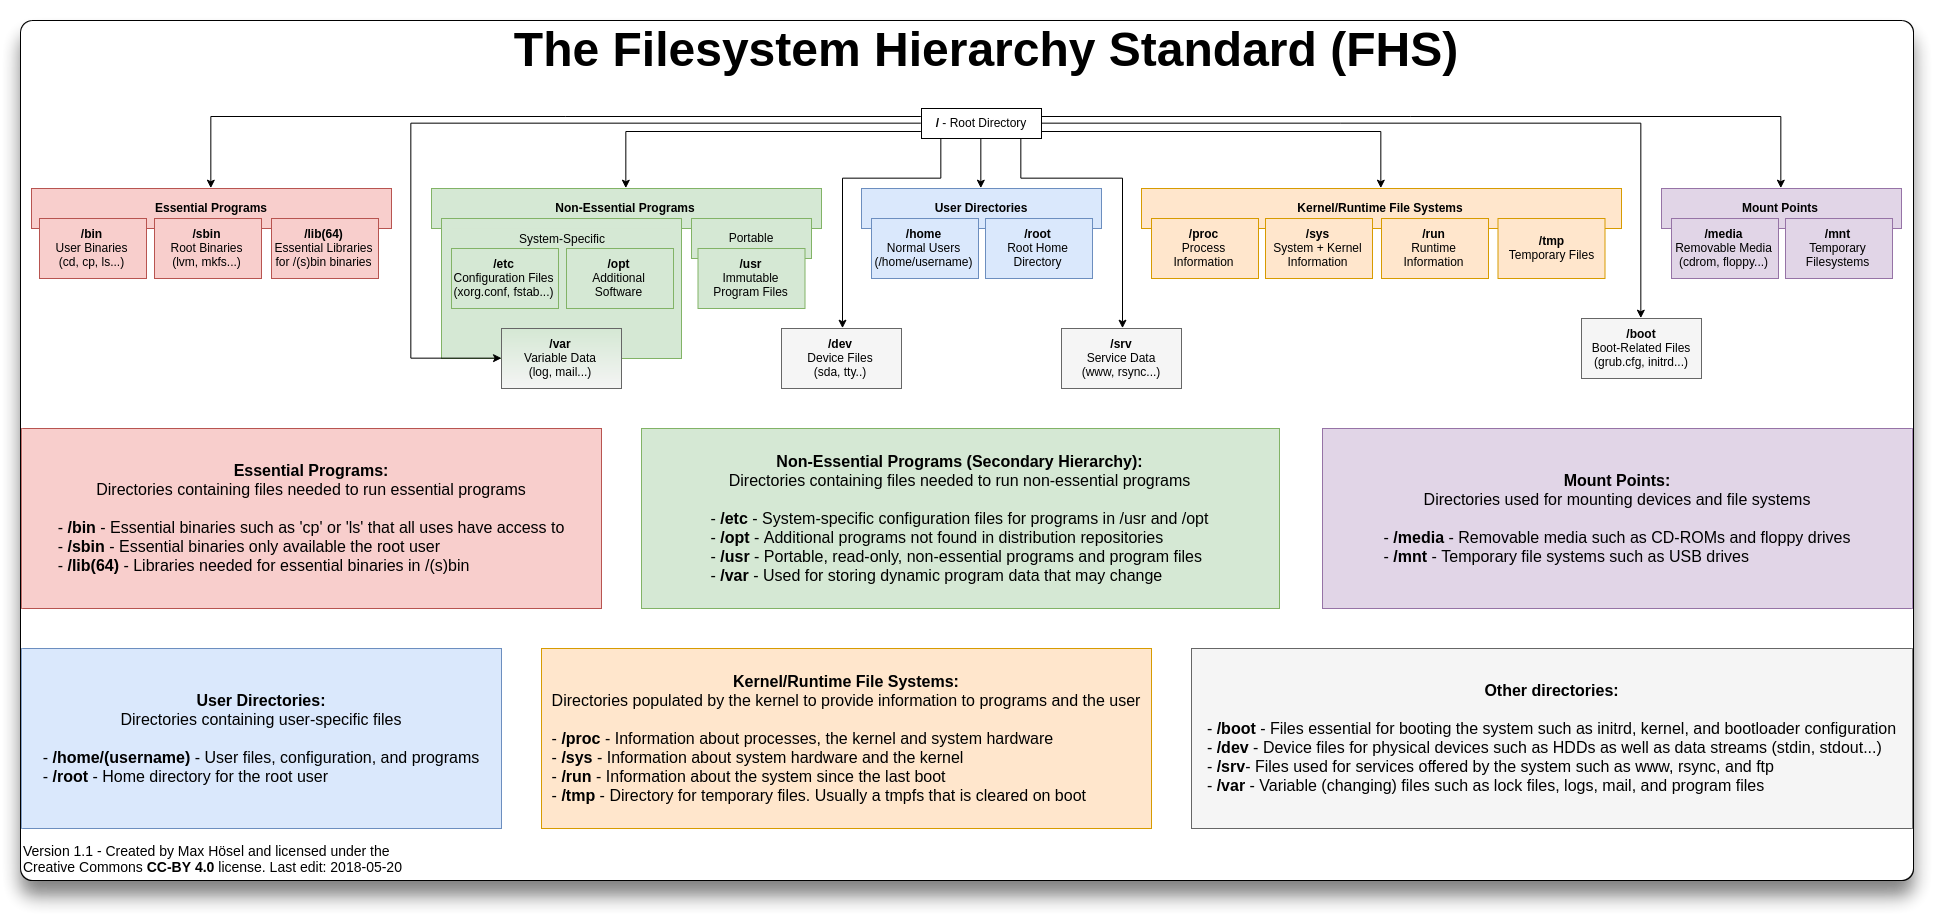 The Filesystem Hierarchy Standard (FHS)
/ - Root Directory
Essential Programs
/bin
User Binaries
(cd, cp, ls...)
/sbin
Root Binaries
(lvm, mkfs...)
/lib(64)
Essential Libraries
for /(s)bin binaries
Non-Essential Programs
System-Specific
/etc
Configuration Files
(xorg.conf, fstab...)
/opt
Additional
Software
Portable
/usr
Immutable
Program Files
/var
Variable Data
(log, mail...)
User Directories
/home
Normal Users
(/home/username)
/root
Root Home
Directory
/dev
Device Files
(sda, tty..)
/srv
Service Data
(www, rsync...)
Kernel/Runtime File Systems
/proc
Process
Information
/sys
System + Kernel
Information
/run
Runtime
Information
/tmp
Temporary Files
Mount Points
/media
Removable Media
(cdrom, floppy...)
/mnt
Temporary
Filesystems
/boot
Boot-Related Files
(grub.cfg, initrd...)
Essential Programs:
Directories containing files needed to run essential programs
- /bin - Essential binaries such as 'cp' or 'ls' that all uses have access to
- /sbin - Essential binaries only available the root user
- /lib(64) - Libraries needed for essential binaries in /(s)bin
Non-Essential Programs (Secondary Hierarchy):
Directories containing files needed to run non-essential programs
- /etc - System-specific configuration files for programs in /usr and /opt
- /opt - Additional programs not found in distribution repositories
- /usr - Portable, read-only, non-essential programs and program files
- /var - Used for storing dynamic program data that may change
Mount Points:
Directories used for mounting devices and file systems
- /media - Removable media such as CD-ROMs and floppy drives
- /mnt - Temporary file systems such as USB drives
User Directories:
Directories containing user-specific files
- /home/(username) - User files, configuration, and programs
- /root - Home directory for the root user
Kernel/Runtime File Systems:
Directories populated by the kernel to provide information to programs and the user
- /proc - Information about processes, the kernel and system hardware
- /sys - Information about system hardware and the kernel
- /run - Information about the system since the last boot
- /tmp - Directory for temporary files. Usually a tmpfs that is cleared on boot
Other directories:
- /boot - Files essential for booting the system such as initrd, kernel, and bootloader configuration
- /dev - Device files for physical devices such as HDDs as well as data streams (stdin, stdout...)
- /srv- Files used for services offered by the system such as www, rsync, and ftp
- /var - Variable (changing) files such as lock files, logs, mail, and program files
Version 1.1 - Created by Max Hösel and licensed under the
Creative Commons CC-BY 4.0 license. Last edit: 2018-05-20